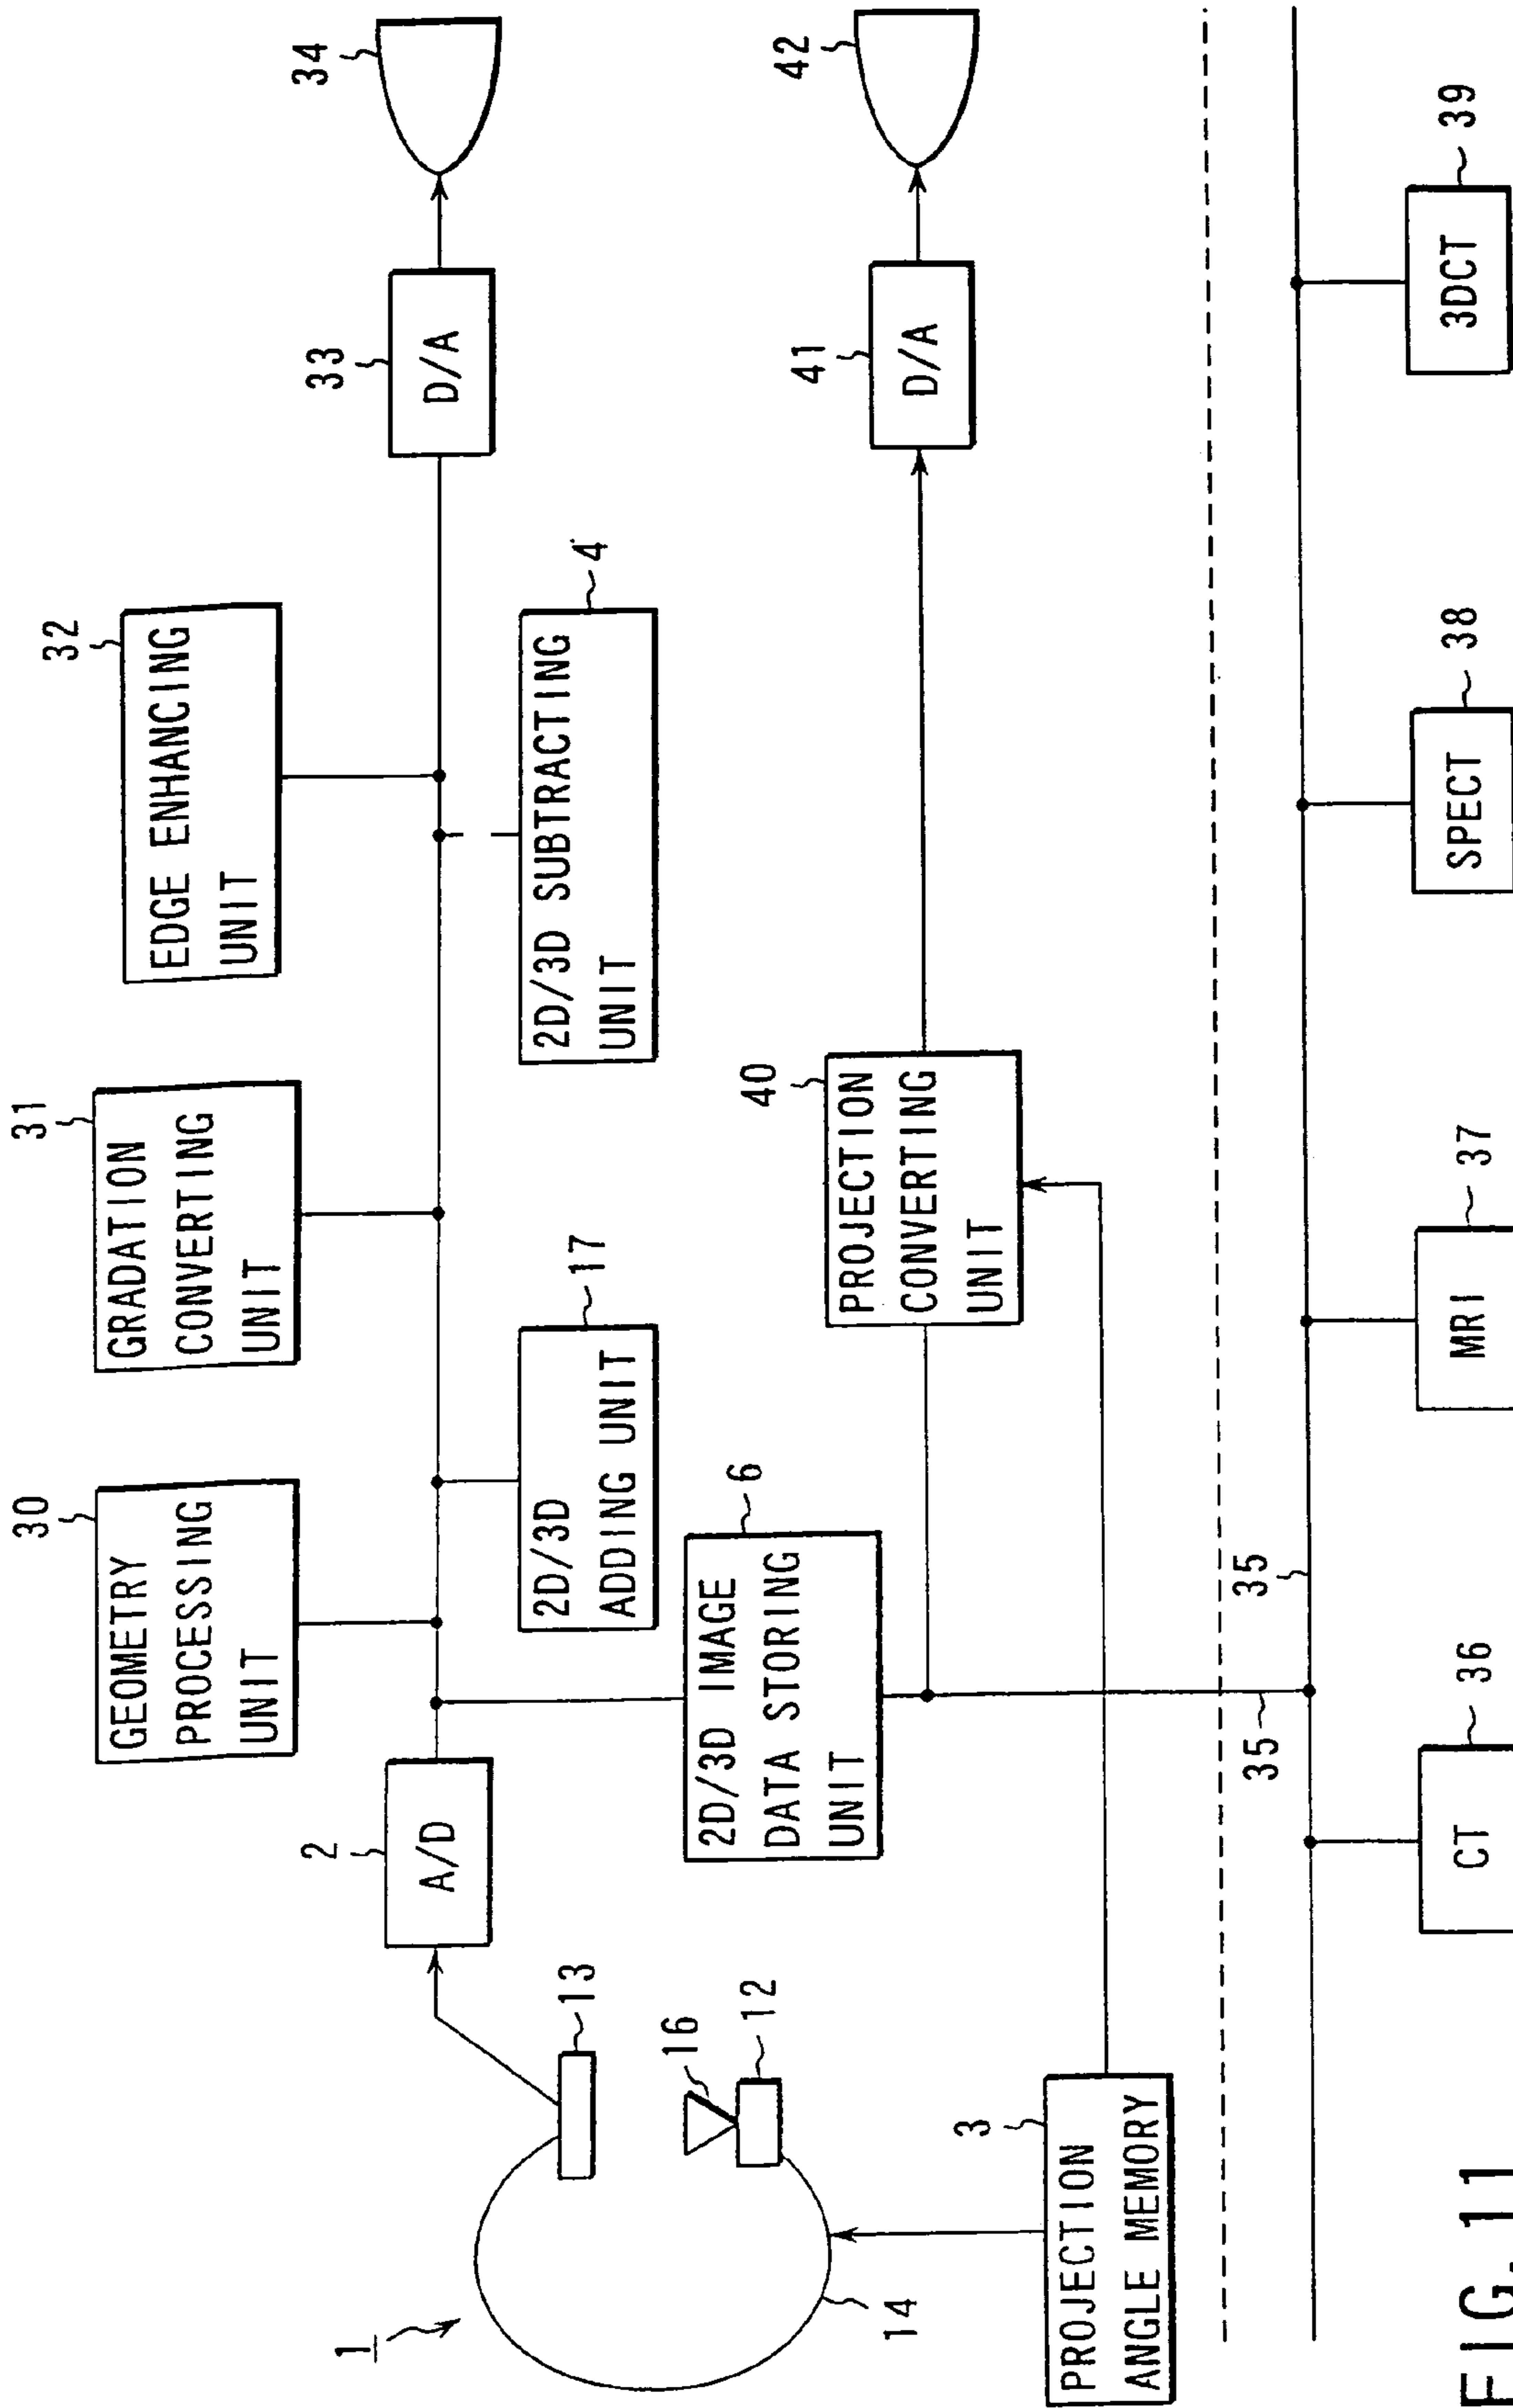 32
EDGE ENHANCING
UNIT
31
GRADATION
CONVERTING
UNIT
30
GEOMETRY
PROCESSING
UNIT
2
A/D
33
D/A
34
2D/3D SUBTRACTING
UNIT
4
2D/3D
ADDING UNIT
17
2D/3D IMAGE
DATA STORING
UNIT
6
1
13
16
12
14
3
PROJECTION
ANGLE MEMORY
40
PROJECTION
CONVERTING
UNIT
41
D/A
42
35
35
CT
36
MRI
37
SPECT
38
3DCT
39
FIG. 11